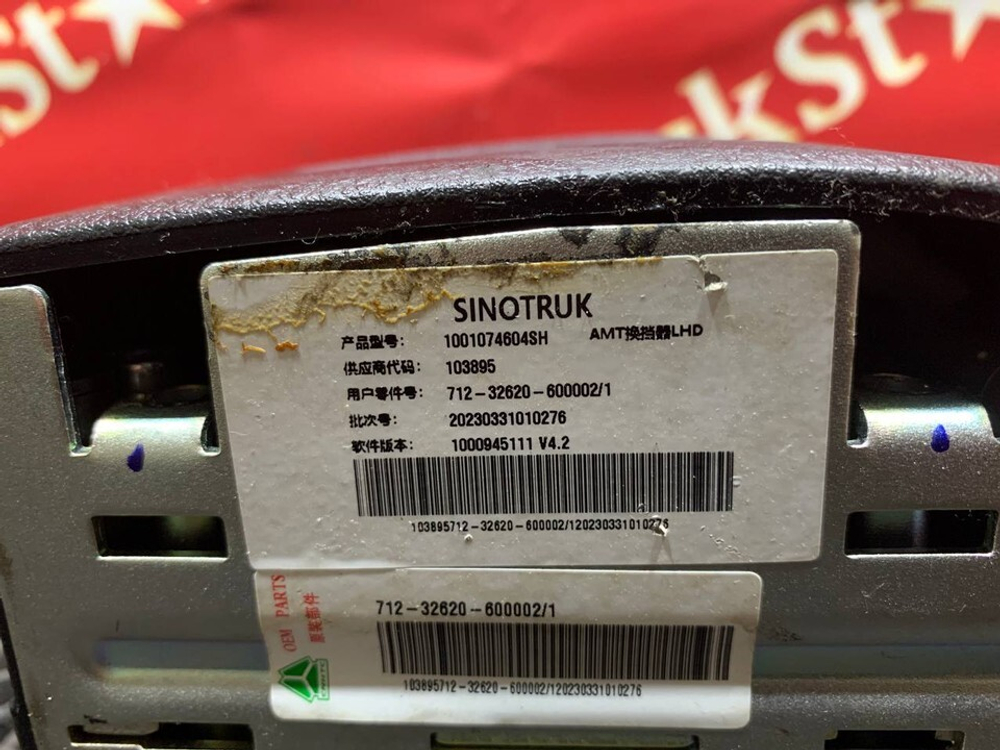 St★
kSt★
SINOTRUK
产品型号: 1001074604SH AMT换挡器LHD
供应商代码: 103895
用户零件号: 712-32620-600002/1
批次号: 20230331010276
软件版本: 1000945111 V4.2
103895712-32620-600002/120230331010276
OEM PARTS
原装部件
712-32620-600002/1
103895712-32620-600002/120230331010276